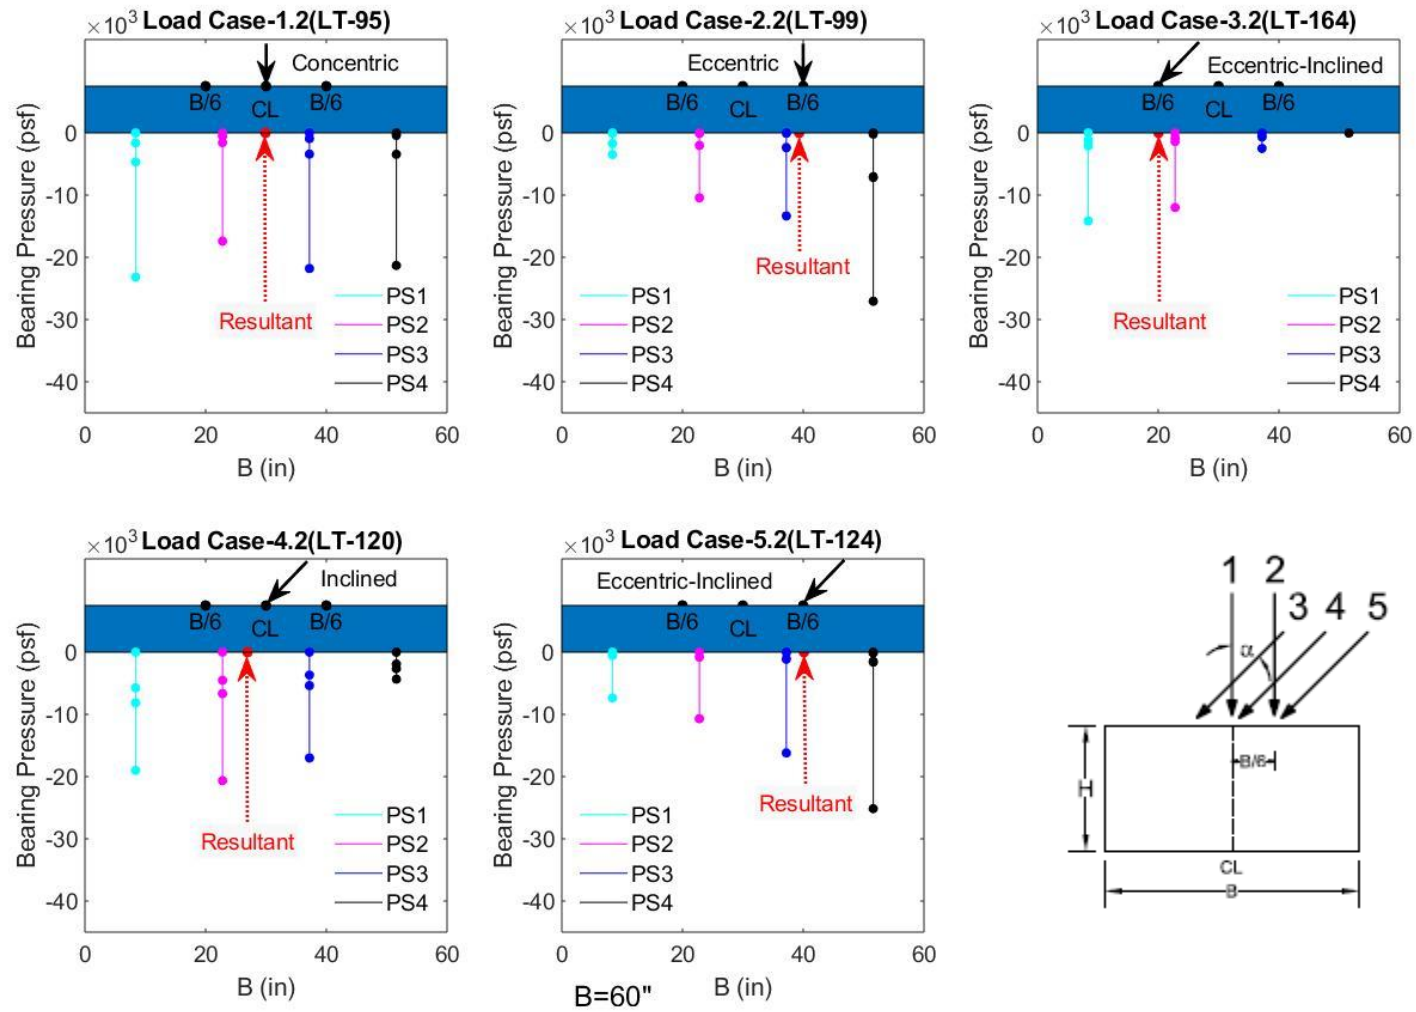 ×10³ Load Case-1.2(LT-95)
Concentric
B/6 CL B/6
Bearing Pressure (psf)
0
-10
-20
-30
-40
Resultant
PS1
PS2
PS3
PS4
0 20 40 60
B (in)
×10³ Load Case-2.2(LT-99)
Eccentric
B/6 CL B/6
Bearing Pressure (psf)
0
-10
-20
-30
-40
Resultant
PS1
PS2
PS3
PS4
0 20 40 60
B (in)
×10³ Load Case-3.2(LT-164)
Eccentric-Inclined
B/6 CL B/6
Bearing Pressure (psf)
0
-10
-20
-30
-40
Resultant
PS1
PS2
PS3
PS4
0 20 40 60
B (in)
×10³ Load Case-4.2(LT-120)
Inclined
B/6 CL B/6
Bearing Pressure (psf)
0
-10
-20
-30
-40
Resultant
PS1
PS2
PS3
PS4
0 20 40 60
B (in)
×10³ Load Case-5.2(LT-124)
Eccentric-Inclined
B/6 CL B/6
Bearing Pressure (psf)
0
-10
-20
-30
-40
Resultant
PS1
PS2
PS3
PS4
0 20 40 60
B (in)
B=60"
1 2 3 4 5
α
B/6
H
CL
B